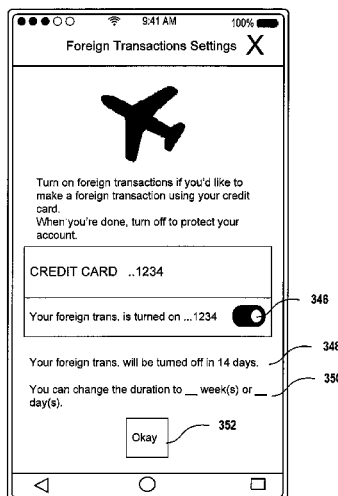 9:41 AM 100%
Foreign Transactions Settings X
Turn on foreign transactions if you'd like to
make a foreign transaction using your credit
card.
When you're done, turn off to protect your
account.
CREDIT CARD ..1234
Your foreign trans. is turned on ...1234
346
Your foreign trans. will be turned off in 14 days.
348
You can change the duration to __ week(s) or __
350
day(s).
Okay
352